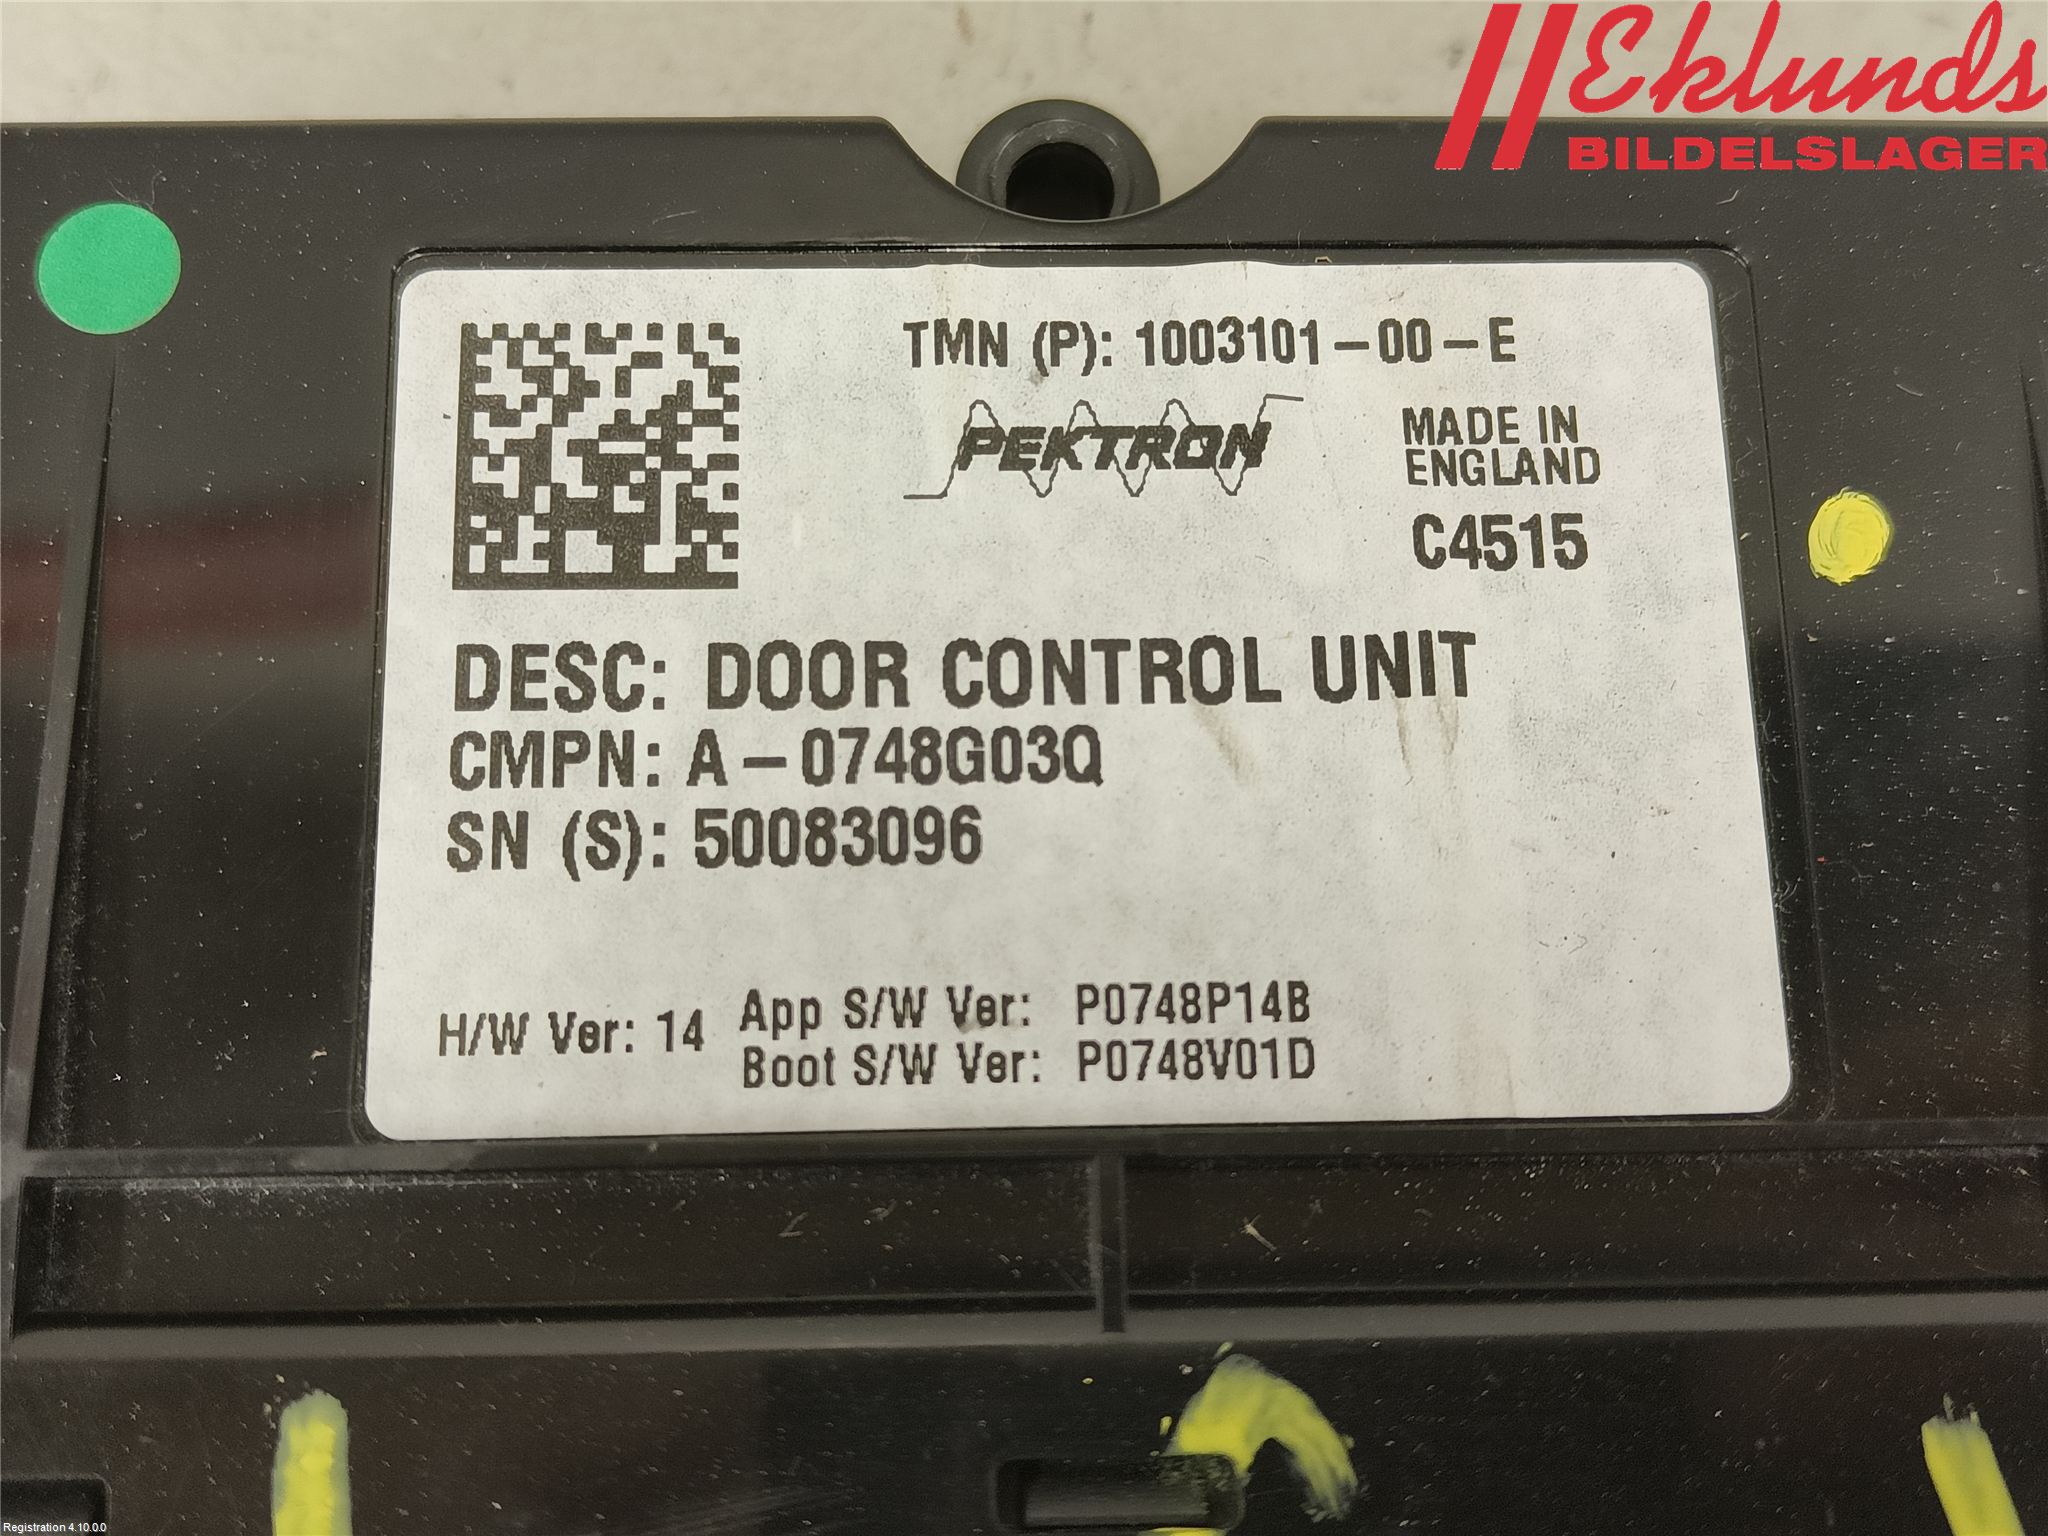 Eklunds
BILDELSLAGER
TMN (P): 1003101-00-E
PEKTRON
MADE IN
ENGLAND
C4515
DESC: DOOR CONTROL UNIT
CMPN: A-0748G03Q
SN (S): 50083096
H/W Ver: 14
App S/W Ver: P0748P14B
Boot S/W Ver: P0748V01D
Registration 4.10.0.0